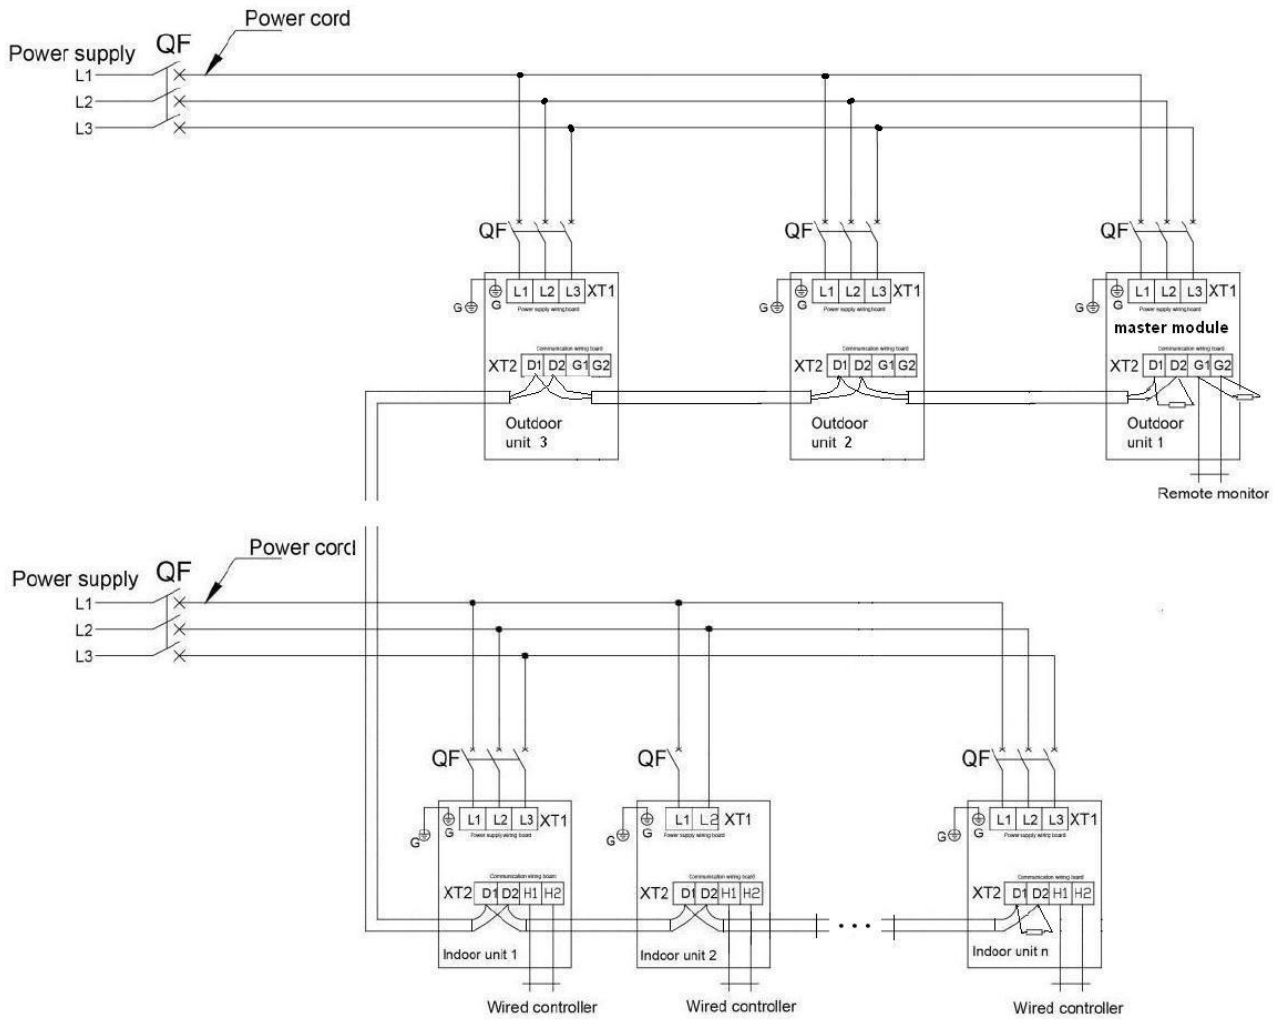 Power cord
QF
Power supply
L1
L2
L3
QF
QF
QF
G
G
L1 L2 L3 XT1
Power supply wiring board
G
G
L1 L2 L3 XT1
Power supply wiring board
G
G
L1 L2 L3 XT1
Power supply wiring board
master module
Communication wiring board
XT2 D1 D2 G1 G2
Communication wiring board
XT2 D1 D2 G1 G2
Communication wiring board
XT2 D1 D2 G1 G2
Outdoor
unit 3
Outdoor
unit 2
Outdoor
unit 1
Remote monitor
Power cord
QF
Power supply
L1
L2
L3
QF
QF
QF
G
G
L1 L2 L3 XT1
Power supply wiring board
G
G
L1 L2 XT1
Power supply wiring board
G
G
L1 L2 L3 XT1
Power supply wiring board
Communication wiring board
XT2 D1 D2 H1 H2
Communication wiring board
XT2 D1 D2 H1 H2
Communication wiring board
XT2 D1 D2 H1 H2
• • •
Indoor unit 1
Indoor unit 2
Indoor unit n
Wired controller
Wired controller
Wired controller